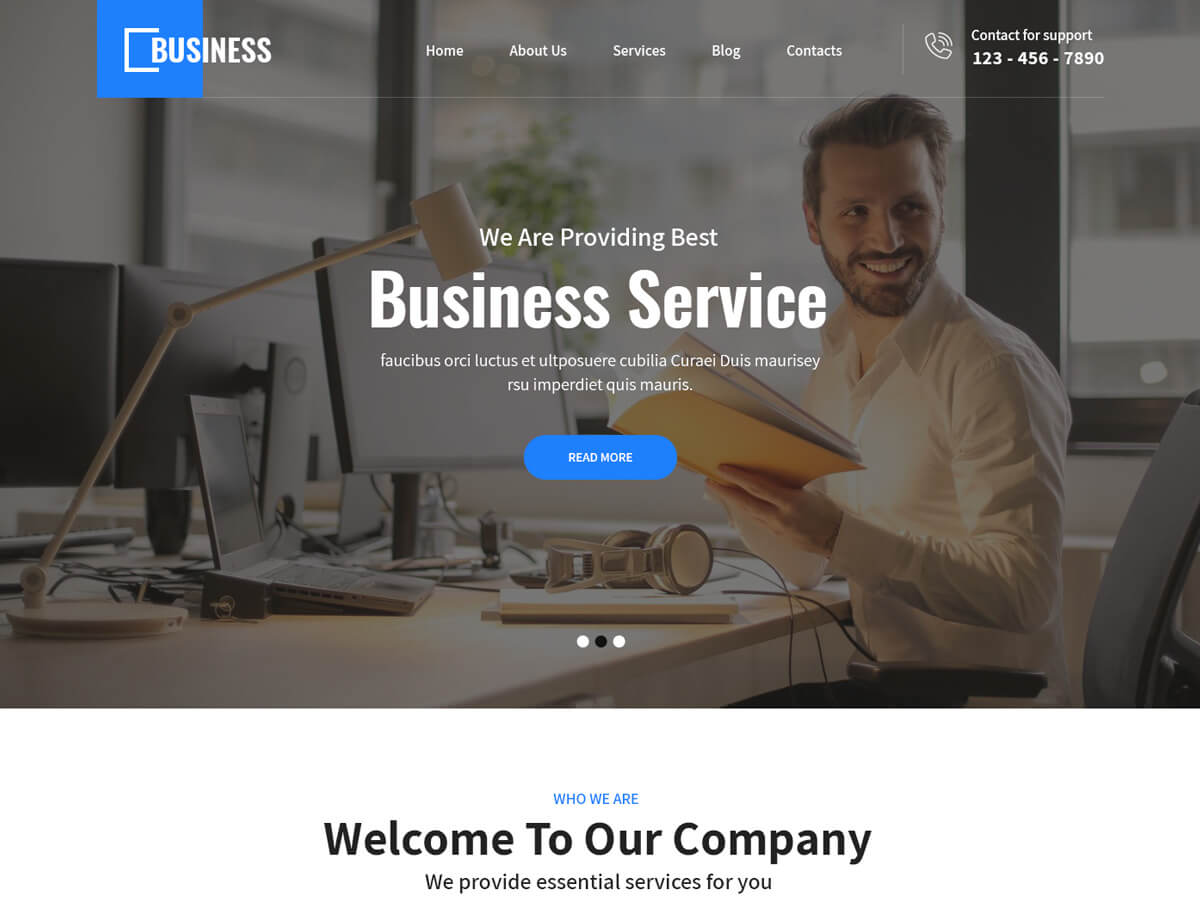 BUSINESS
Home About Us Services Blog Contacts
Contact for support
123 - 456 - 7890
We Are Providing Best
Business Service
faucibus orci luctus et ultposuere cubilia Curaei Duis maurisey
rsu imperdiet quis mauris.
READ MORE
WHO WE ARE
Welcome To Our Company
We provide essential services for you